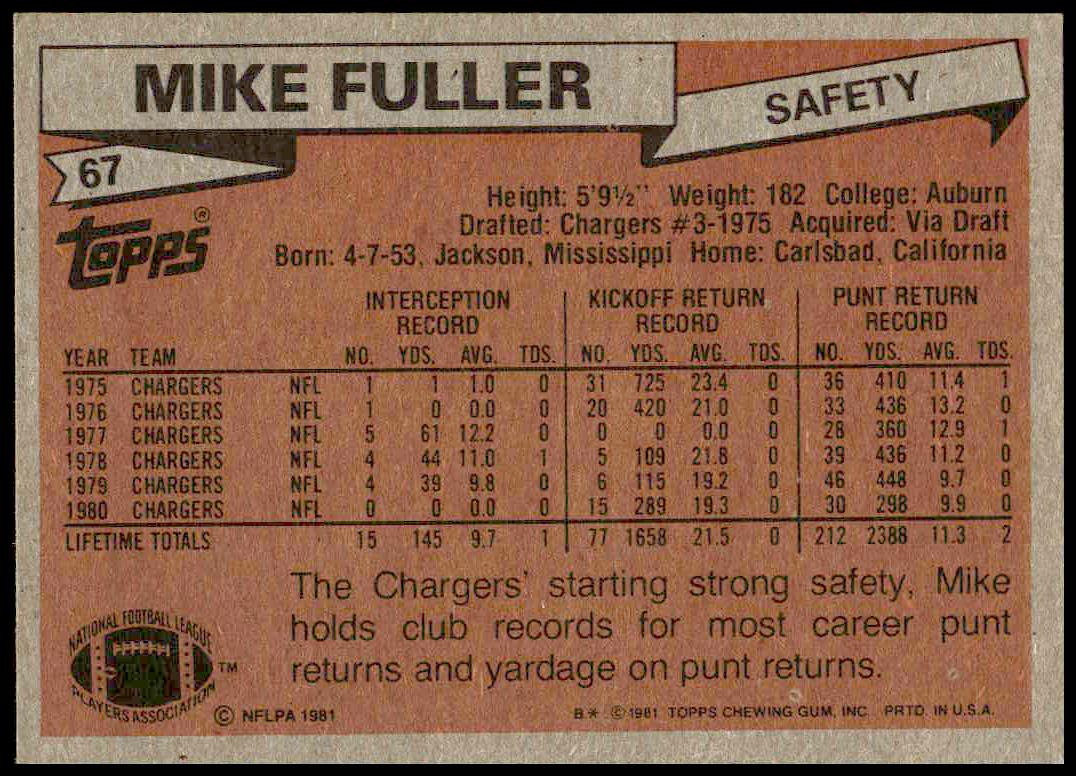 MIKE FULLER
SAFETY
67
topps®
Height: 5'9½" Weight: 182 College: Auburn
Drafted: Chargers #3-1975 Acquired: Via Draft
Born: 4-7-53, Jackson, Mississippi Home: Carlsbad, California
INTERCEPTION RECORD KICKOFF RETURN RECORD PUNT RETURN RECORD
YEAR TEAM NO. YDS. AVG. TDS. NO. YDS. AVG. TDS. NO. YDS. AVG. TDS.
1975 CHARGERS NFL 1 1 1.0 0 31 725 23.4 0 36 410 11.4 1
1976 CHARGERS NFL 1 0 0.0 0 20 420 21.0 0 33 436 13.2 0
1977 CHARGERS NFL 5 61 12.2 0 0 0 0.0 0 28 360 12.9 1
1978 CHARGERS NFL 4 44 11.0 1 5 109 21.8 0 39 436 11.2 0
1979 CHARGERS NFL 4 39 9.8 0 6 115 19.2 0 46 448 9.7 0
1980 CHARGERS NFL 0 0 0.0 0 15 289 19.3 0 30 298 9.9 0
LIFETIME TOTALS 15 145 9.7 1 77 1658 21.5 0 212 2388 11.3 2
The Chargers' starting strong safety, Mike
holds club records for most career punt
returns and yardage on punt returns.
NATIONAL FOOTBALL LEAGUE
PLAYERS ASSOCIATION
™
© NFLPA 1981
B* ©1981 TOPPS CHEWING GUM, INC. PRTD. IN U.S.A.